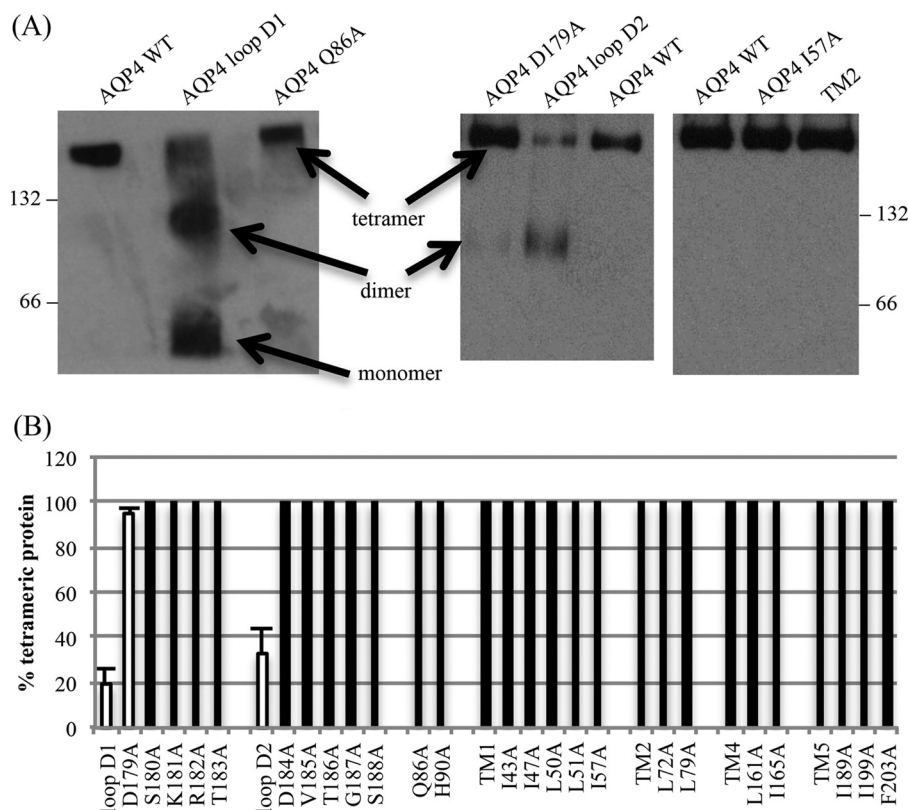 (A)
AQP4 WT
AQP4 loop D1
AQP4 Q86A
AQP4 D179A
AQP4 loop D2
AQP4 WT
AQP4 WT
AQP4 I57A
TM2
132
66
tetramer
dimer
monomer
132
66
(B)
% tetrameric protein
120
100
80
60
40
20
0
loop D1
D179A
S180A
K181A
R182A
T183A
loop D2
D184A
V185A
T186A
G187A
S188A
Q86A
H90A
TM1
I43A
I47A
L50A
L51A
I57A
TM2
L72A
L79A
TM4
L161A
I165A
TM5
I189A
I199A
F203A